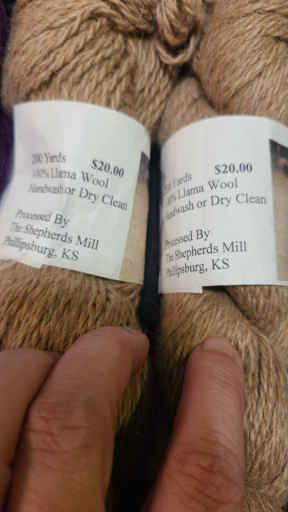 200 Yards $20.00
100% Llama Wool
Handwash or Dry Clean
Processed By
The Shepherds Mill
Phillipsburg, KS
Yards $20.00
Llama Wool
Handwash or Dry Clean
Processed By
The Shepherds Mill
Phillipsburg, KS